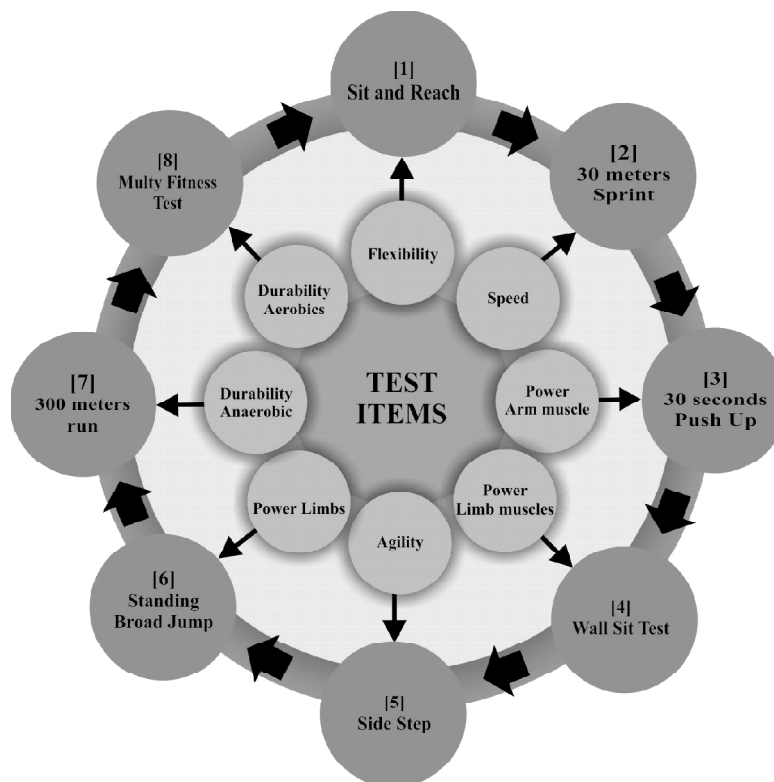 [1]
Sit and Reach
[2]
30 meters
Sprint
[3]
30 seconds
Push Up
[4]
Wall Sit Test
[5]
Side Step
[6]
Standing
Broad Jump
[7]
300 meters
run
[8]
Multy Fitness
Test
Flexibility
Speed
Power
Arm muscle
Power
Limb muscles
Agility
Power Limbs
Durability
Anaerobic
Durability
Aerobics
TEST
ITEMS